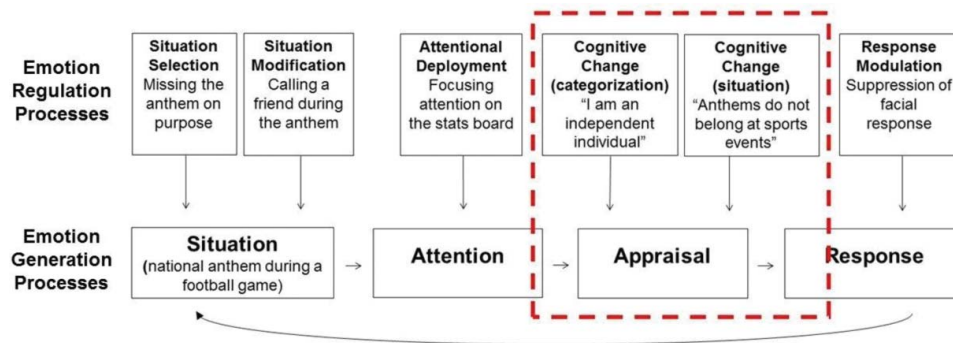 Emotion
Regulation
Processes
Situation
Selection
Missing the
anthem on
purpose
Situation
Modification
Calling a
friend during
the anthem
Attentional
Deployment
Focusing
attention on
the stats board
Cognitive
Change
(categorization)
“I am an
independent
individual”
Cognitive
Change
(situation)
“Anthems do not
belong at sports
events”
Response
Modulation
Suppression of
facial
response
Emotion
Generation
Processes
Situation
(national anthem during a
football game)
Attention
Appraisal
Response